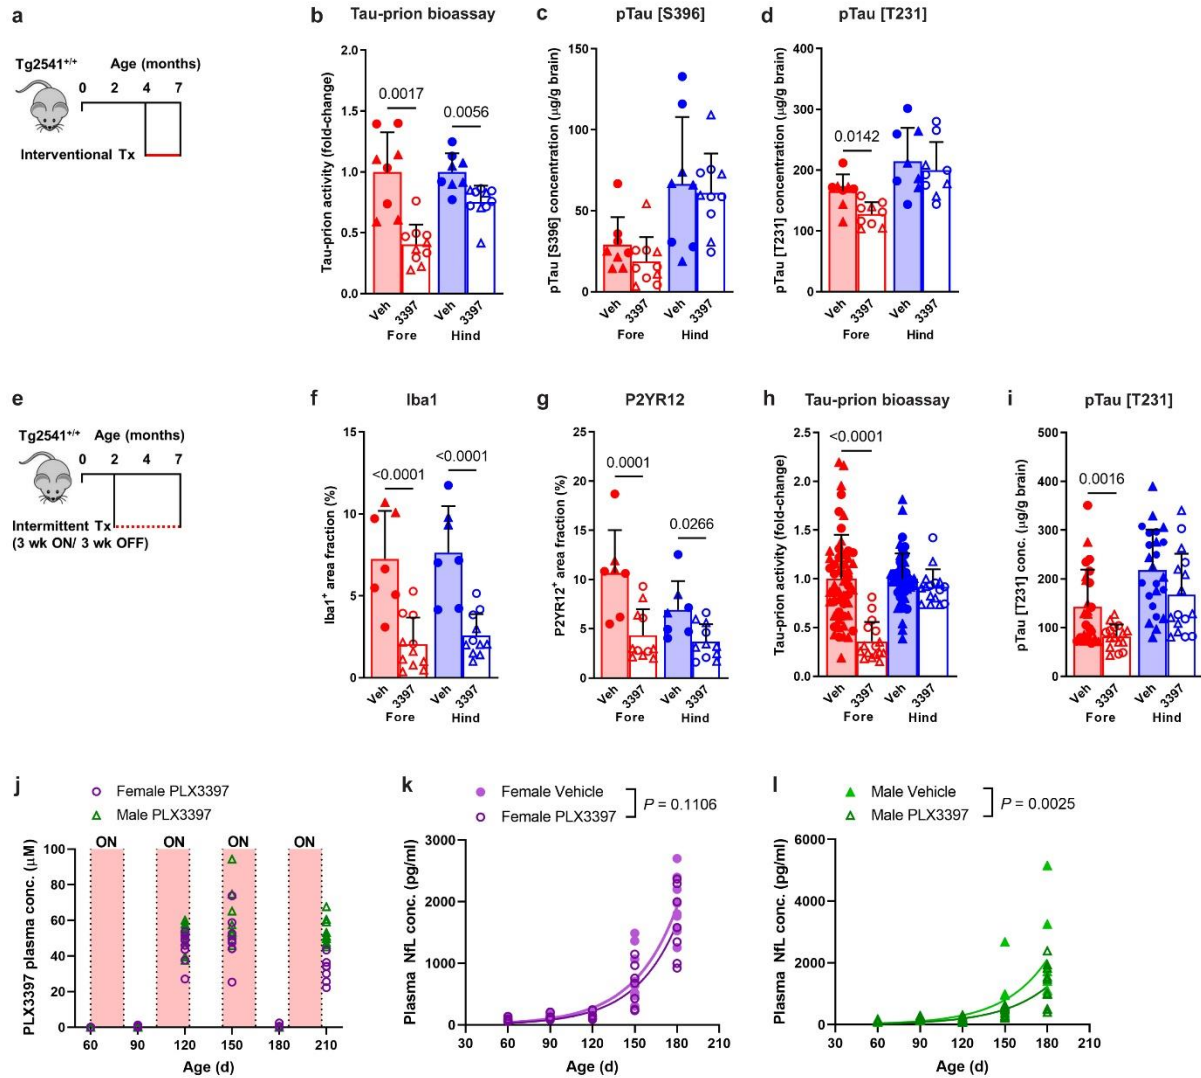 a
Tg2541+/+
Age (months)
0 2 4 7
Interventional Tx
b Tau-prion bioassay
Tau-prion activity (fold-change)
2.0
1.5
1.0
0.5
0.0
0.0017
0.0056
Veh 3397 Veh 3397
Fore Hind
c pTau [S396]
pTau [S396] concentration (μg/g brain)
150
100
50
0
Veh 3397 Veh 3397
Fore Hind
d pTau [T231]
pTau [T231] concentration (μg/g brain)
400
300
200
100
0
0.0142
Veh 3397 Veh 3397
Fore Hind
e
Tg2541+/+
Age (months)
0 2 4 7
Intermittent Tx
(3 wk ON/ 3 wk OFF)
f Iba1
Iba1+ area fraction (%)
15
10
5
0
<0.0001
<0.0001
Veh 3397 Veh 3397
Fore Hind
g P2YR12
P2YR12+ area fraction (%)
25
20
15
10
5
0
0.0001
0.0266
Veh 3397 Veh 3397
Fore Hind
h Tau-prion bioassay
Tau-prion activity (fold-change)
2.5
2.0
1.5
1.0
0.5
0.0
<0.0001
Veh 3397 Veh 3397
Fore Hind
i pTau [T231]
pTau [T231] conc. (μg/g brain)
500
400
300
200
100
0
0.0016
Veh 3397 Veh 3397
Fore Hind
j
Female PLX3397
Male PLX3397
ON ON ON ON
PLX3397 plasma conc. (μM)
100
80
60
40
20
0
60 90 120 150 180 210
Age (d)
k
Female Vehicle
Female PLX3397
P = 0.1106
Plasma NfL conc. (pg/ml)
3000
2000
1000
0
30 60 90 120 150 180 210
Age (d)
l
Male Vehicle
Male PLX3397
P = 0.0025
Plasma NfL conc. (pg/ml)
6000
4000
2000
0
30 60 90 120 150 180 210
Age (d)